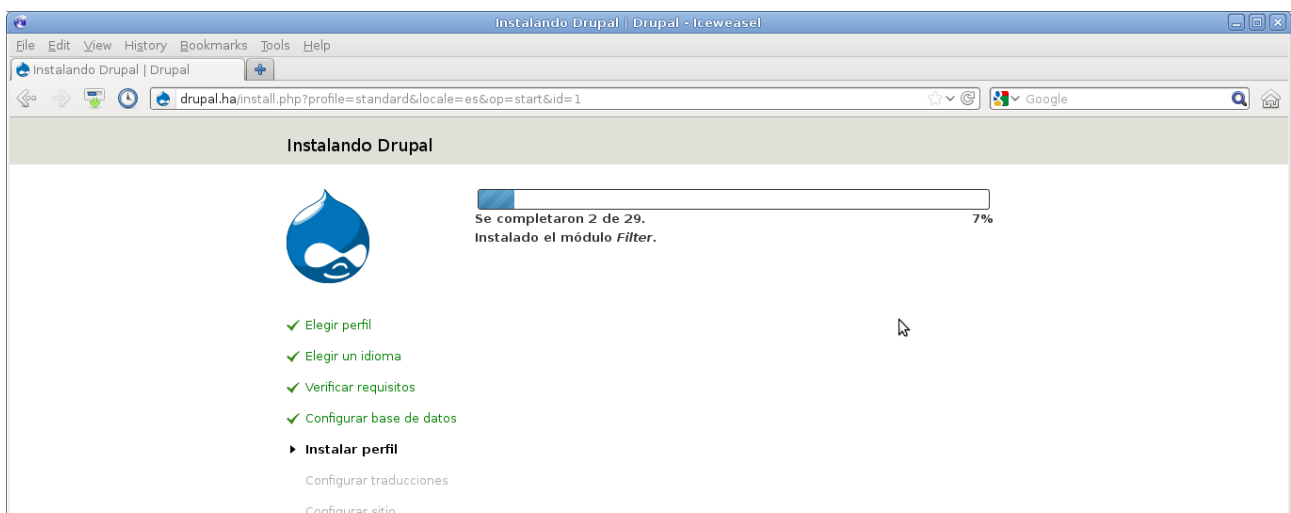 Instalando Drupal | Drupal - Iceweasel
File Edit View History Bookmarks Tools Help
Instalando Drupal | Drupal
drupal.ha/install.php?profile=standard&locale=es&op=start&id=1
Google
Instalando Drupal
Se completaron 2 de 29. 7%
Instalado el módulo Filter.
Elegir perfil
Elegir un idioma
Verificar requisitos
Configurar base de datos
Instalar perfil
Configurar traducciones
Configurar sitio